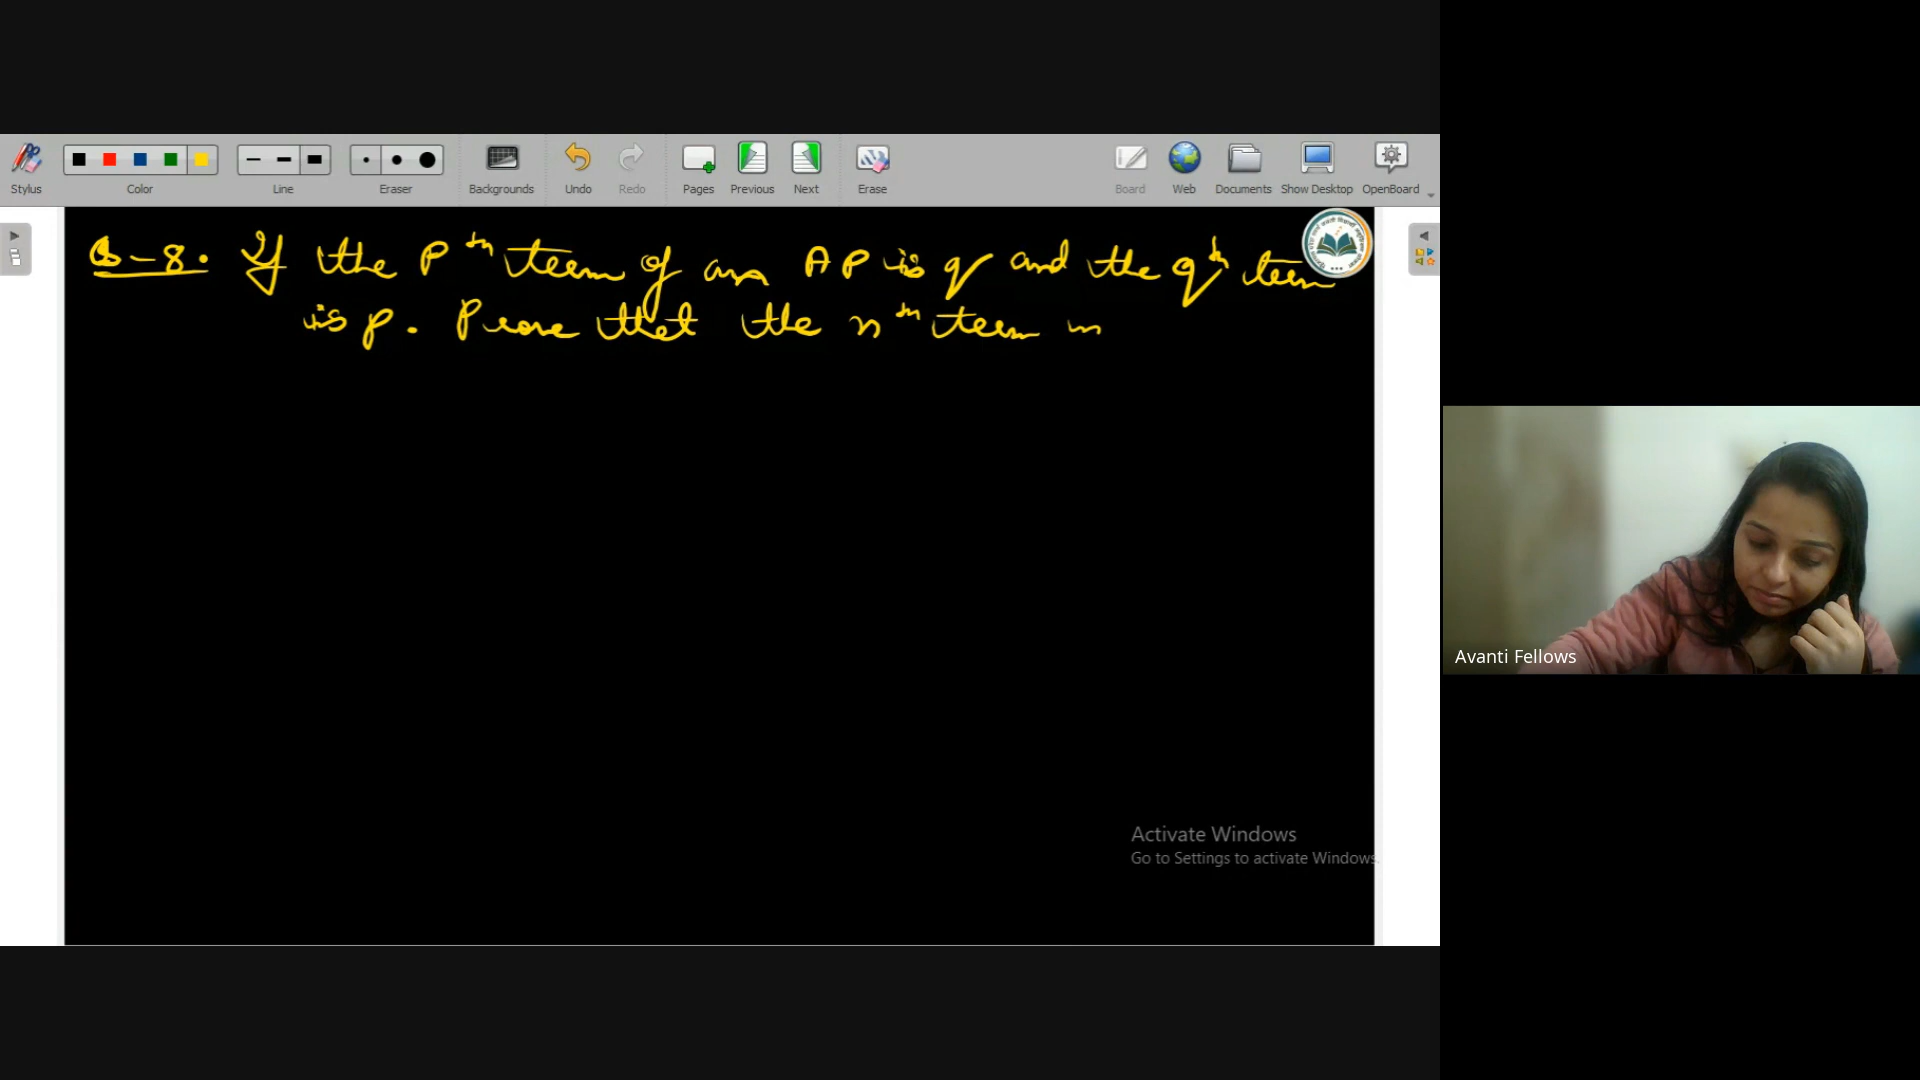 Stylus Color Line Eraser Backgrounds Undo Redo Pages Previous Next Erase Board Web Documents Show Desktop OpenBoard
Q-8. If the pth term of an AP is q and the qth term
is p. Prove that the nth term
Avanti Fellows
Activate Windows
Go to Settings to activate Windows.